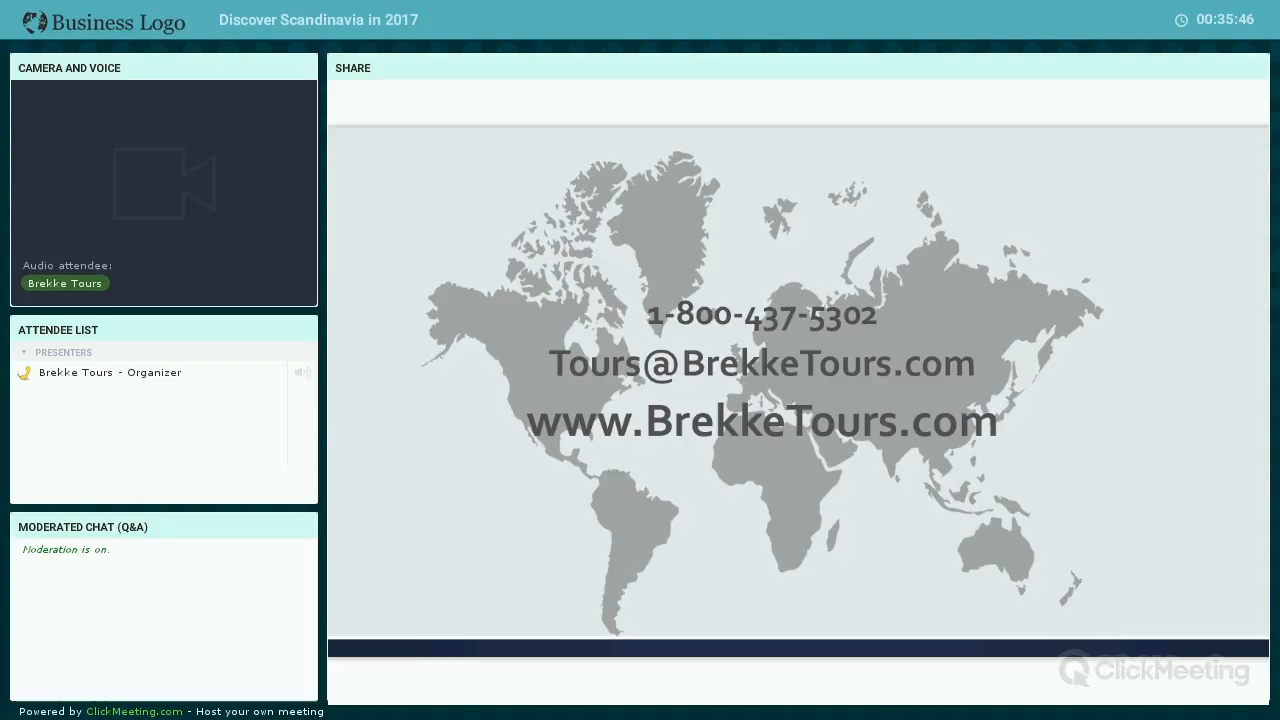 Business Logo
Discover Scandinavia in 2017
00:35:46
CAMERA AND VOICE
Audio attendee:
Brekke Tours
ATTENDEE LIST
PRESENTERS
Brekke Tours - Organizer
MODERATED CHAT (Q&A)
Moderation is on.
SHARE
1-800-437-5302
Tours@BrekkeTours.com
www.BrekkeTours.com
ClickMeeting
Powered by ClickMeeting.com - Host your own meeting